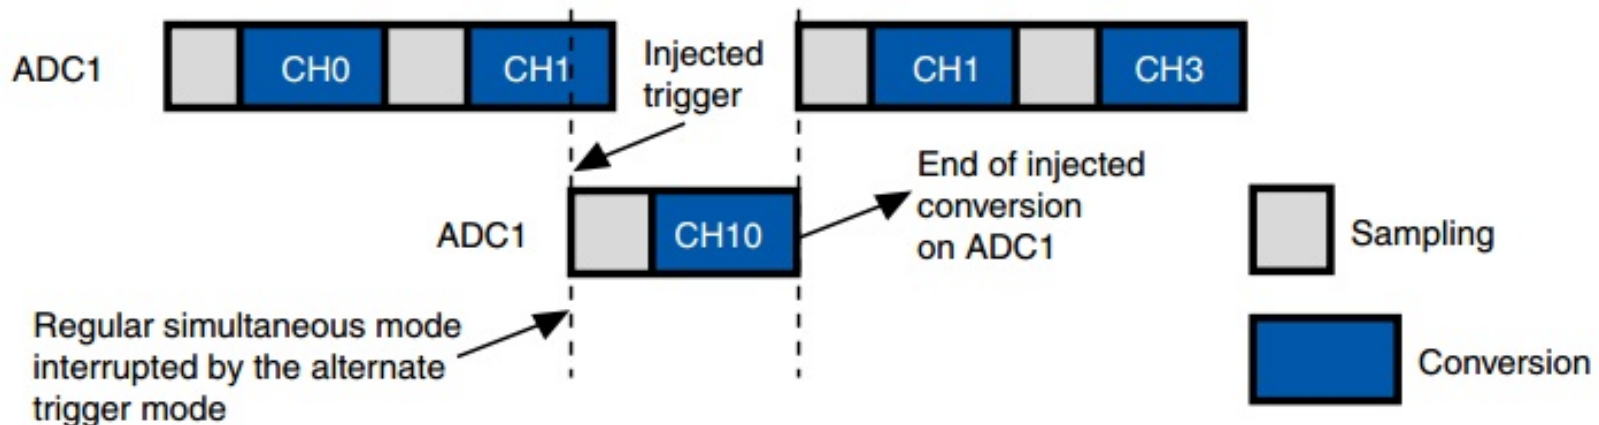 ADC1
CH0
CH1
Injected
trigger
CH1
CH3
ADC1
CH10
End of injected
conversion
on ADC1
Sampling
Regular simultaneous mode
interrupted by the alternate
trigger mode
Conversion